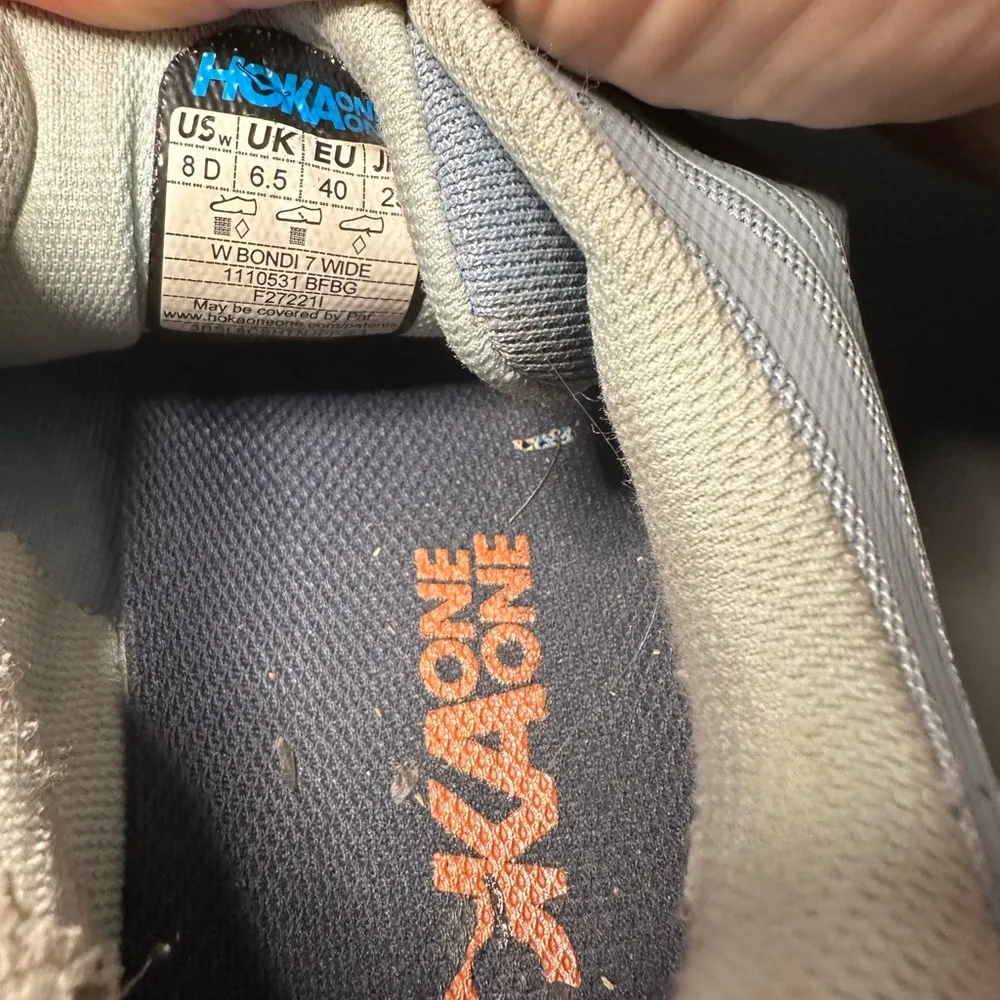 HOKA ONE
ON
US W UK EU
8 D 6.5 40
W BONDI 7 WIDE
1110531 BFBG
F27221I
May be covered by Pat.
www.hokaoneone.com/patents
HOKA ONE
ONE